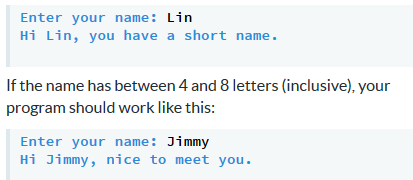 Enter your name: Lin
Hi Lin, you have a short name.
If the name has between 4 and 8 letters (inclusive), your
program should work like this:
Enter your name: Jimmy
Hi Jimmy, nice to meet you.